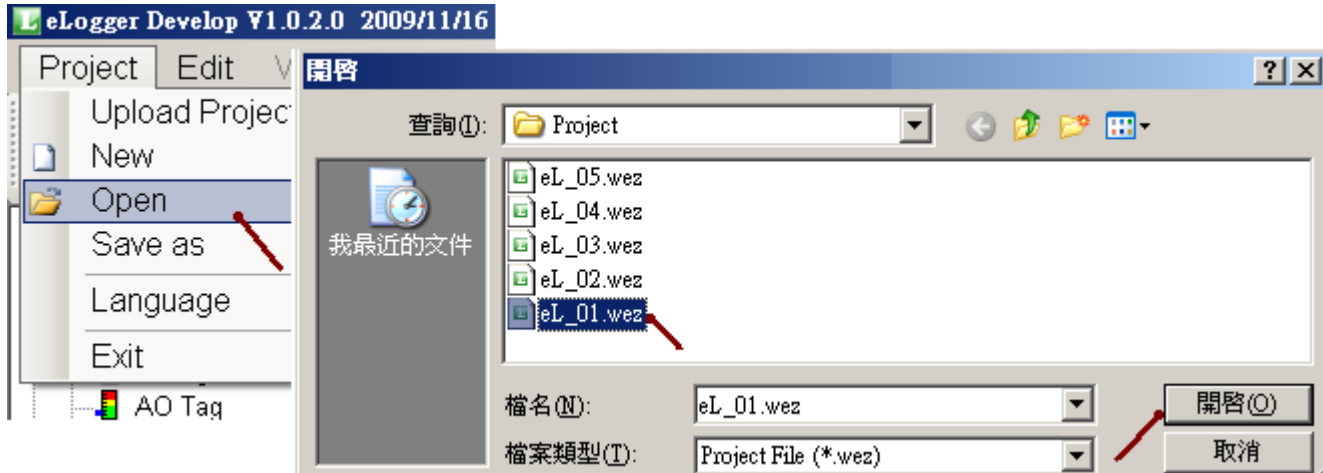 eLogger Develop V1.0.2.0 2009/11/16
Project Edit V
Upload Projec
New
Open
Save as
Language
Exit
AO Tag
開啓
查詢(I):
Project
我最近的文件
eL_05.wez
eL_04.wez
eL_03.wez
eL_02.wez
eL_01.wez
檔名(N):
eL_01.wez
開啓(O)
檔案類型(T):
Project File (*.wez)
取消